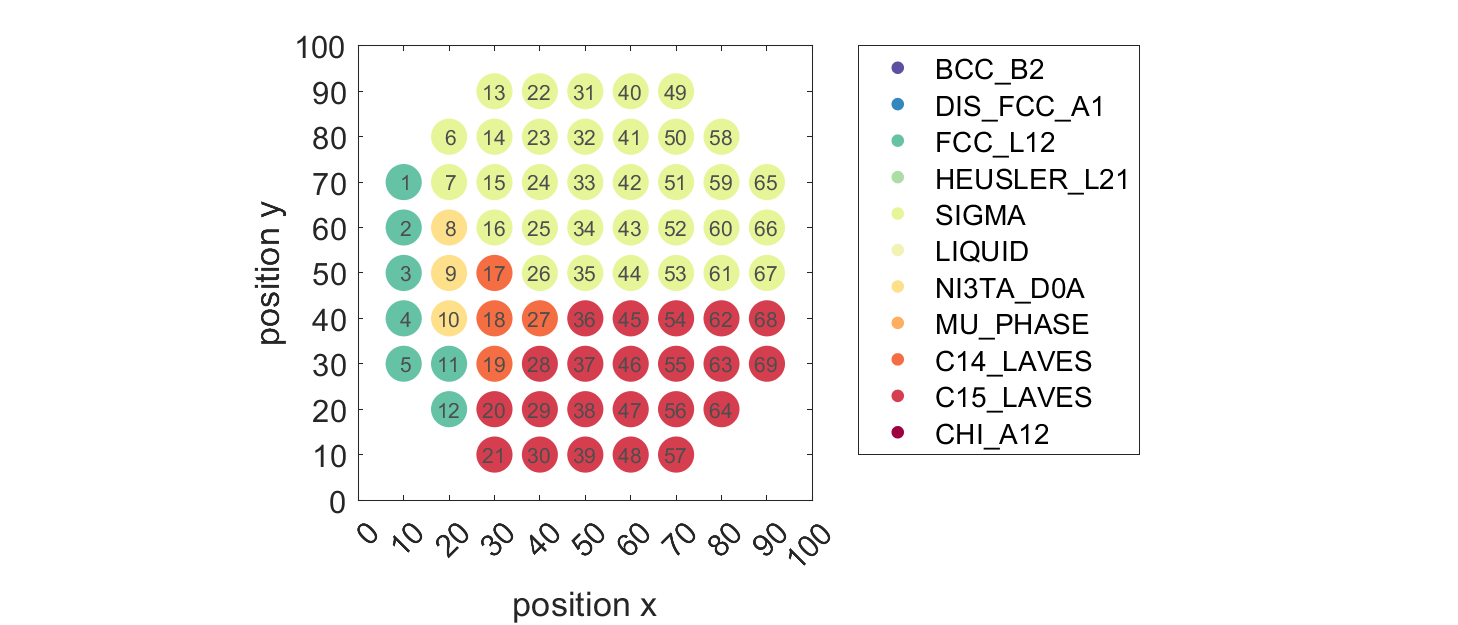 100
90
80
70
60
50
40
30
20
10
0
position y
13 22 31 40 49
6 14 23 32 41 50 58
1 7 15 24 33 42 51 59 65
2 8 16 25 34 43 52 60 66
3 9 17 26 35 44 53 61 67
4 10 18 27 36 45 54 62 68
5 11 19 28 37 46 55 63 69
12 20 29 38 47 56 64
21 30 39 48 57
0 10 20 30 40 50 60 70 80 90 100
position x
BCC_B2
DIS_FCC_A1
FCC_L12
HEUSLER_L21
SIGMA
LIQUID
NI3TA_D0A
MU_PHASE
C14_LAVES
C15_LAVES
CHI_A12